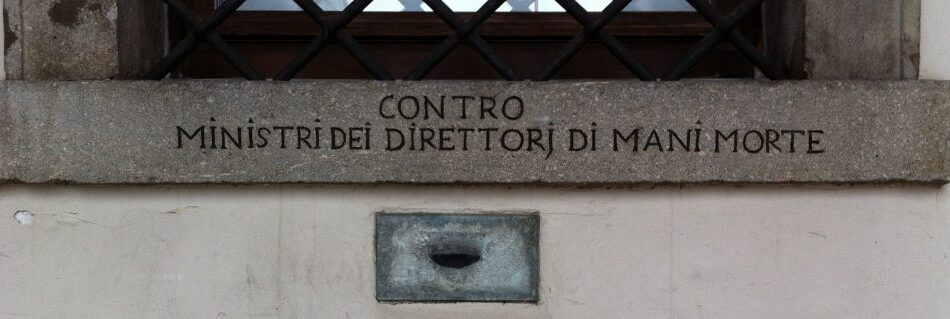 CONTRO
MINISTRI DEI DIRETTORJ DI MANI MORTE